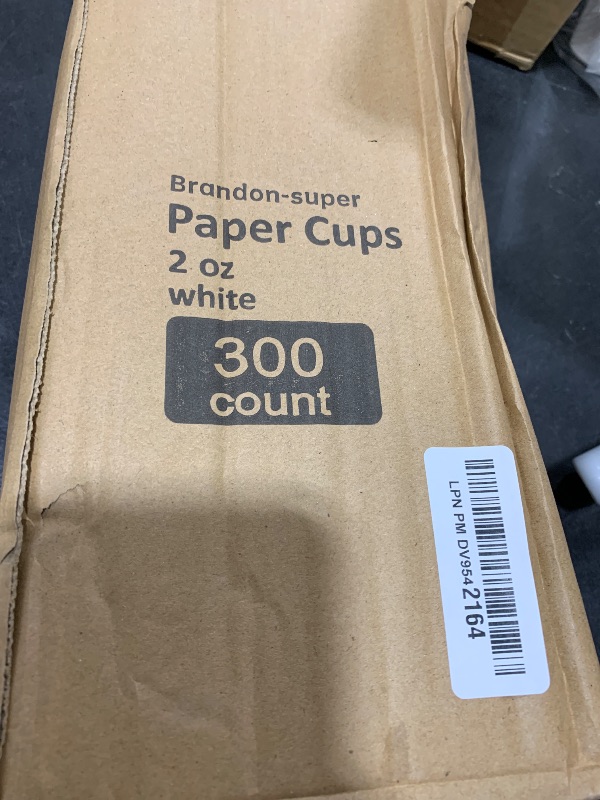 Brandon-super
Paper Cups
2 oz
white
300
count
LPN PM DV9542164